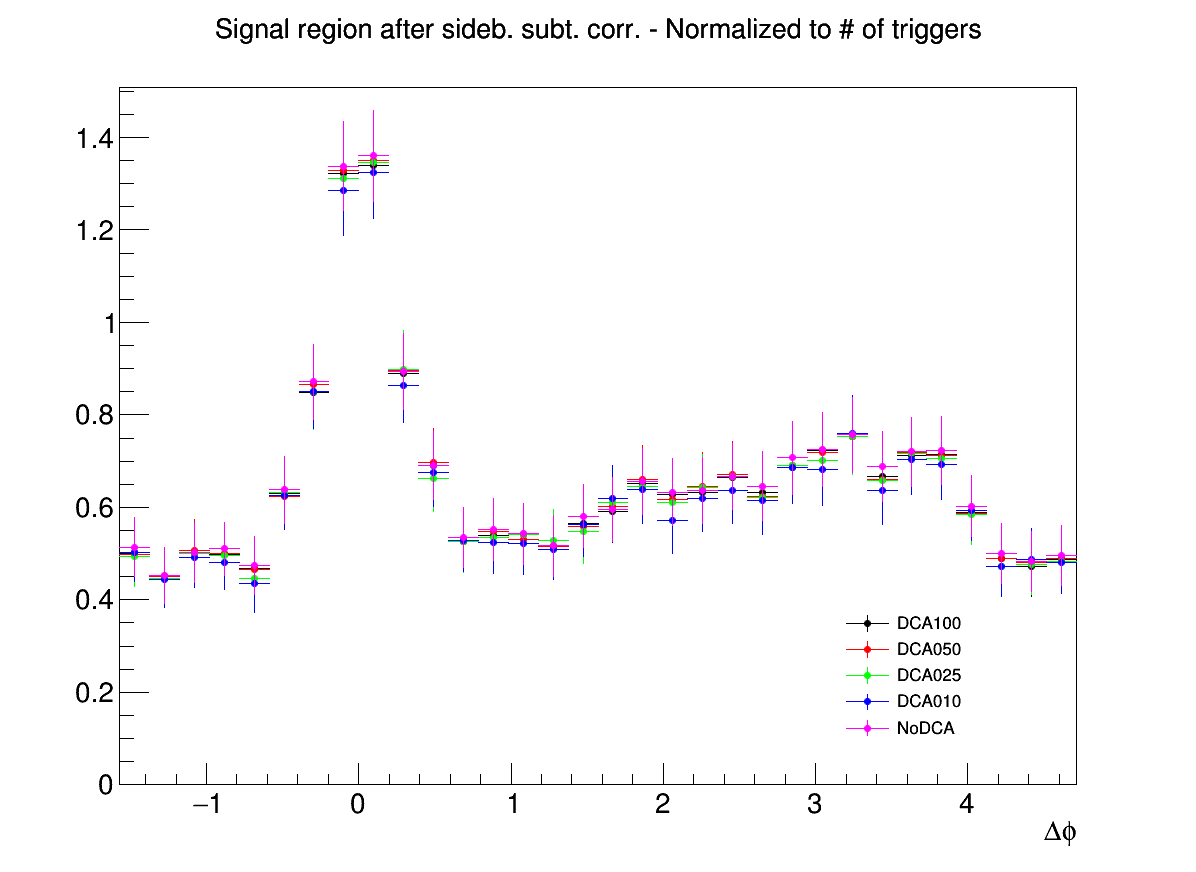 Signal region after sideb. subt. corr. - Normalized to # of triggers
1.4
1.2
1
0.8
0.6
0.4
0.2
0
−1 0 1 2 3 4
Δϕ
DCA100
DCA050
DCA025
DCA010
NoDCA